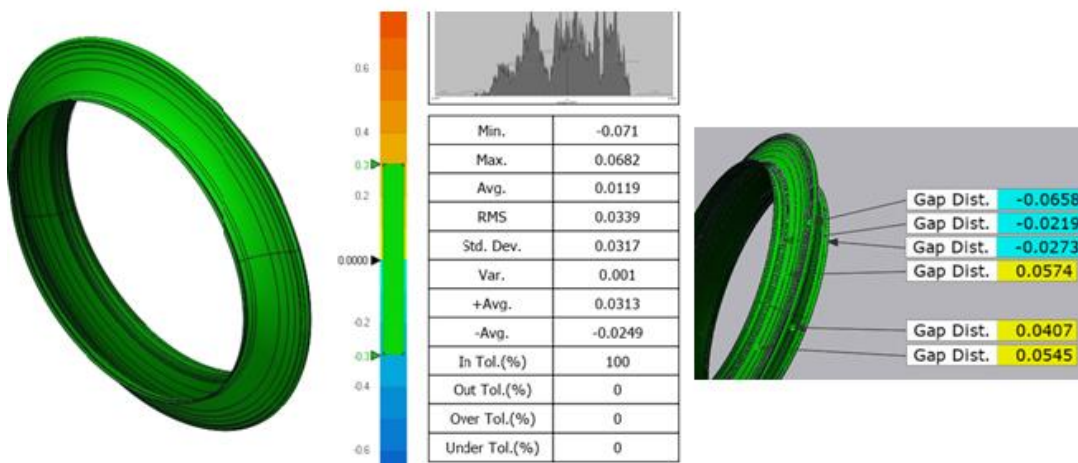 0.6
0.4
0.3
0.2
0.0000
-0.2
-0.3
-0.4
-0.6
Min. -0.071
Max. 0.0682
Avg. 0.0119
RMS 0.0339
Std. Dev. 0.0317
Var. 0.001
+Avg. 0.0313
-Avg. -0.0249
In Tol.(%) 100
Out Tol.(%) 0
Over Tol.(%) 0
Under Tol.(%) 0
Gap Dist. -0.0658
Gap Dist. -0.0219
Gap Dist. -0.0273
Gap Dist. 0.0574
Gap Dist. 0.0407
Gap Dist. 0.0545